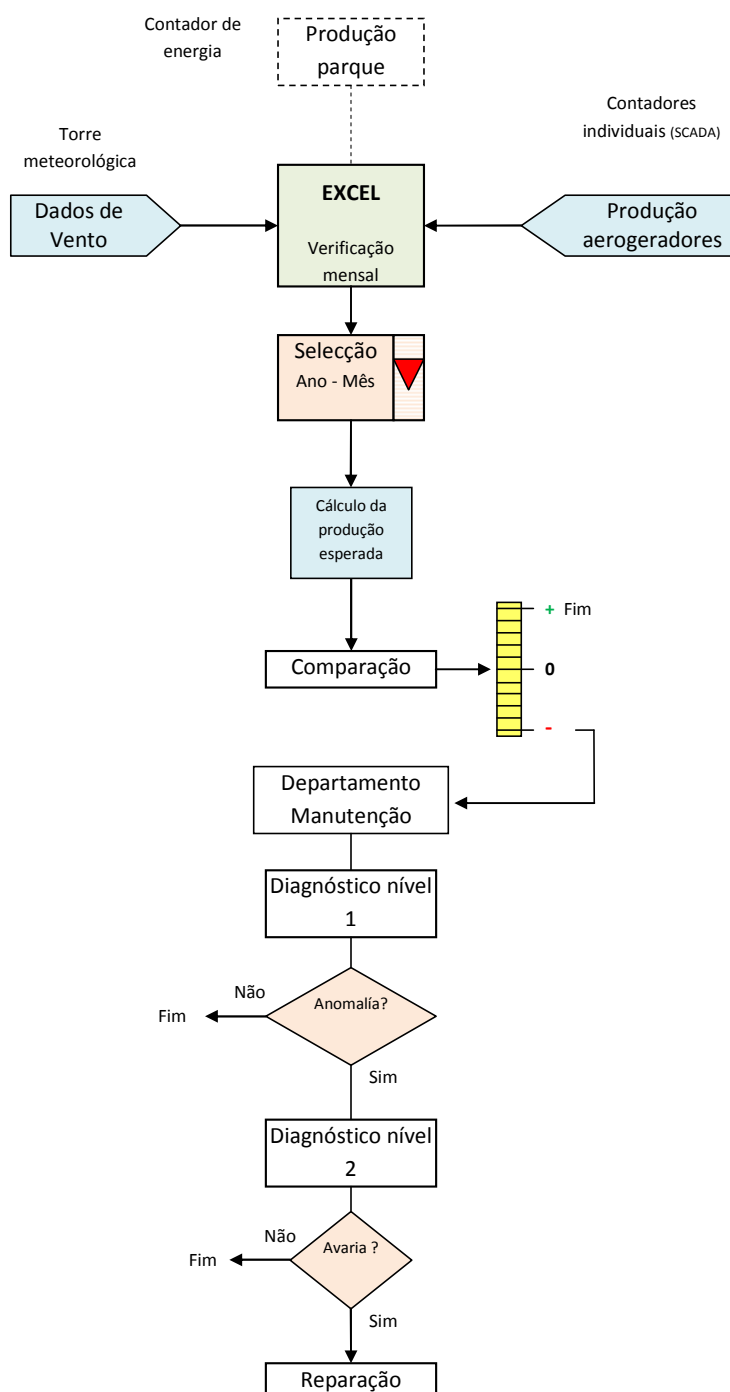 Contador de
energia
Produção
parque
Contadores
individuais (SCADA)
Torre
meteorológica
Dados de
Vento
EXCEL
Verificação
mensal
Produção
aerogeradores
Selecção
Ano - Mês
Cálculo da
produção
esperada
+ Fim
Comparação
0
-
Departamento
Manutenção
Diagnóstico nível
1
Não
Anomalía?
Fim
Sim
Diagnóstico nível
2
Não
Avaria ?
Fim
Sim
Reparação